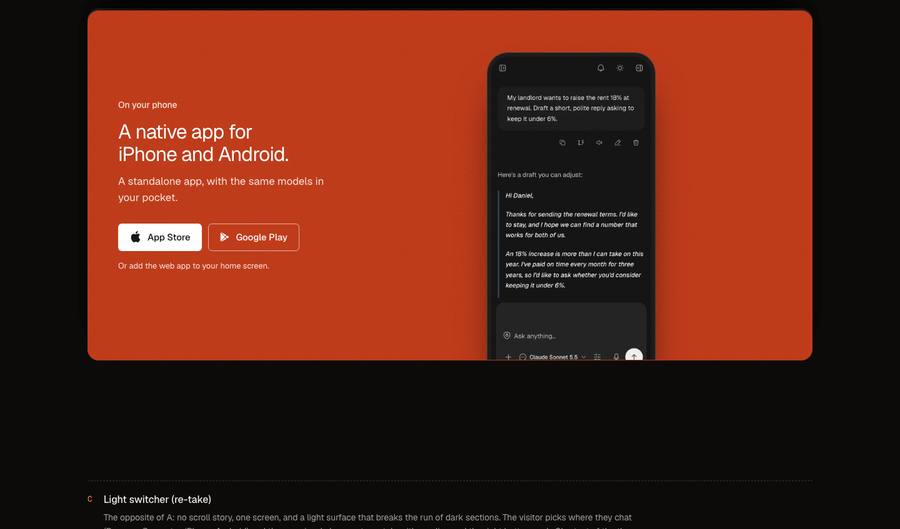 On your phone
A native app for
iPhone and Android.
A standalone app, with the same models in
your pocket.
App Store
Google Play
Or add the web app to your home screen.
My landlord wants to raise the rent 18% at
renewal. Draft a short, polite reply asking to
keep it under 6%.
Here's a draft you can adjust:
Hi Daniel,
Thanks for sending the renewal terms. I'd like
to stay, and I hope we can find a number that
works for both of us.
An 18% increase is more than I can take on this
year. I've paid on time every month for three
years, so I'd like to ask whether you'd consider
keeping it under 6%.
Ask anything...
Claude Sonnet 5.5
C
Light switcher (re-take)
The opposite of A: no scroll story, one screen, and a light surface that breaks the run of dark sections. The visitor picks where they chat